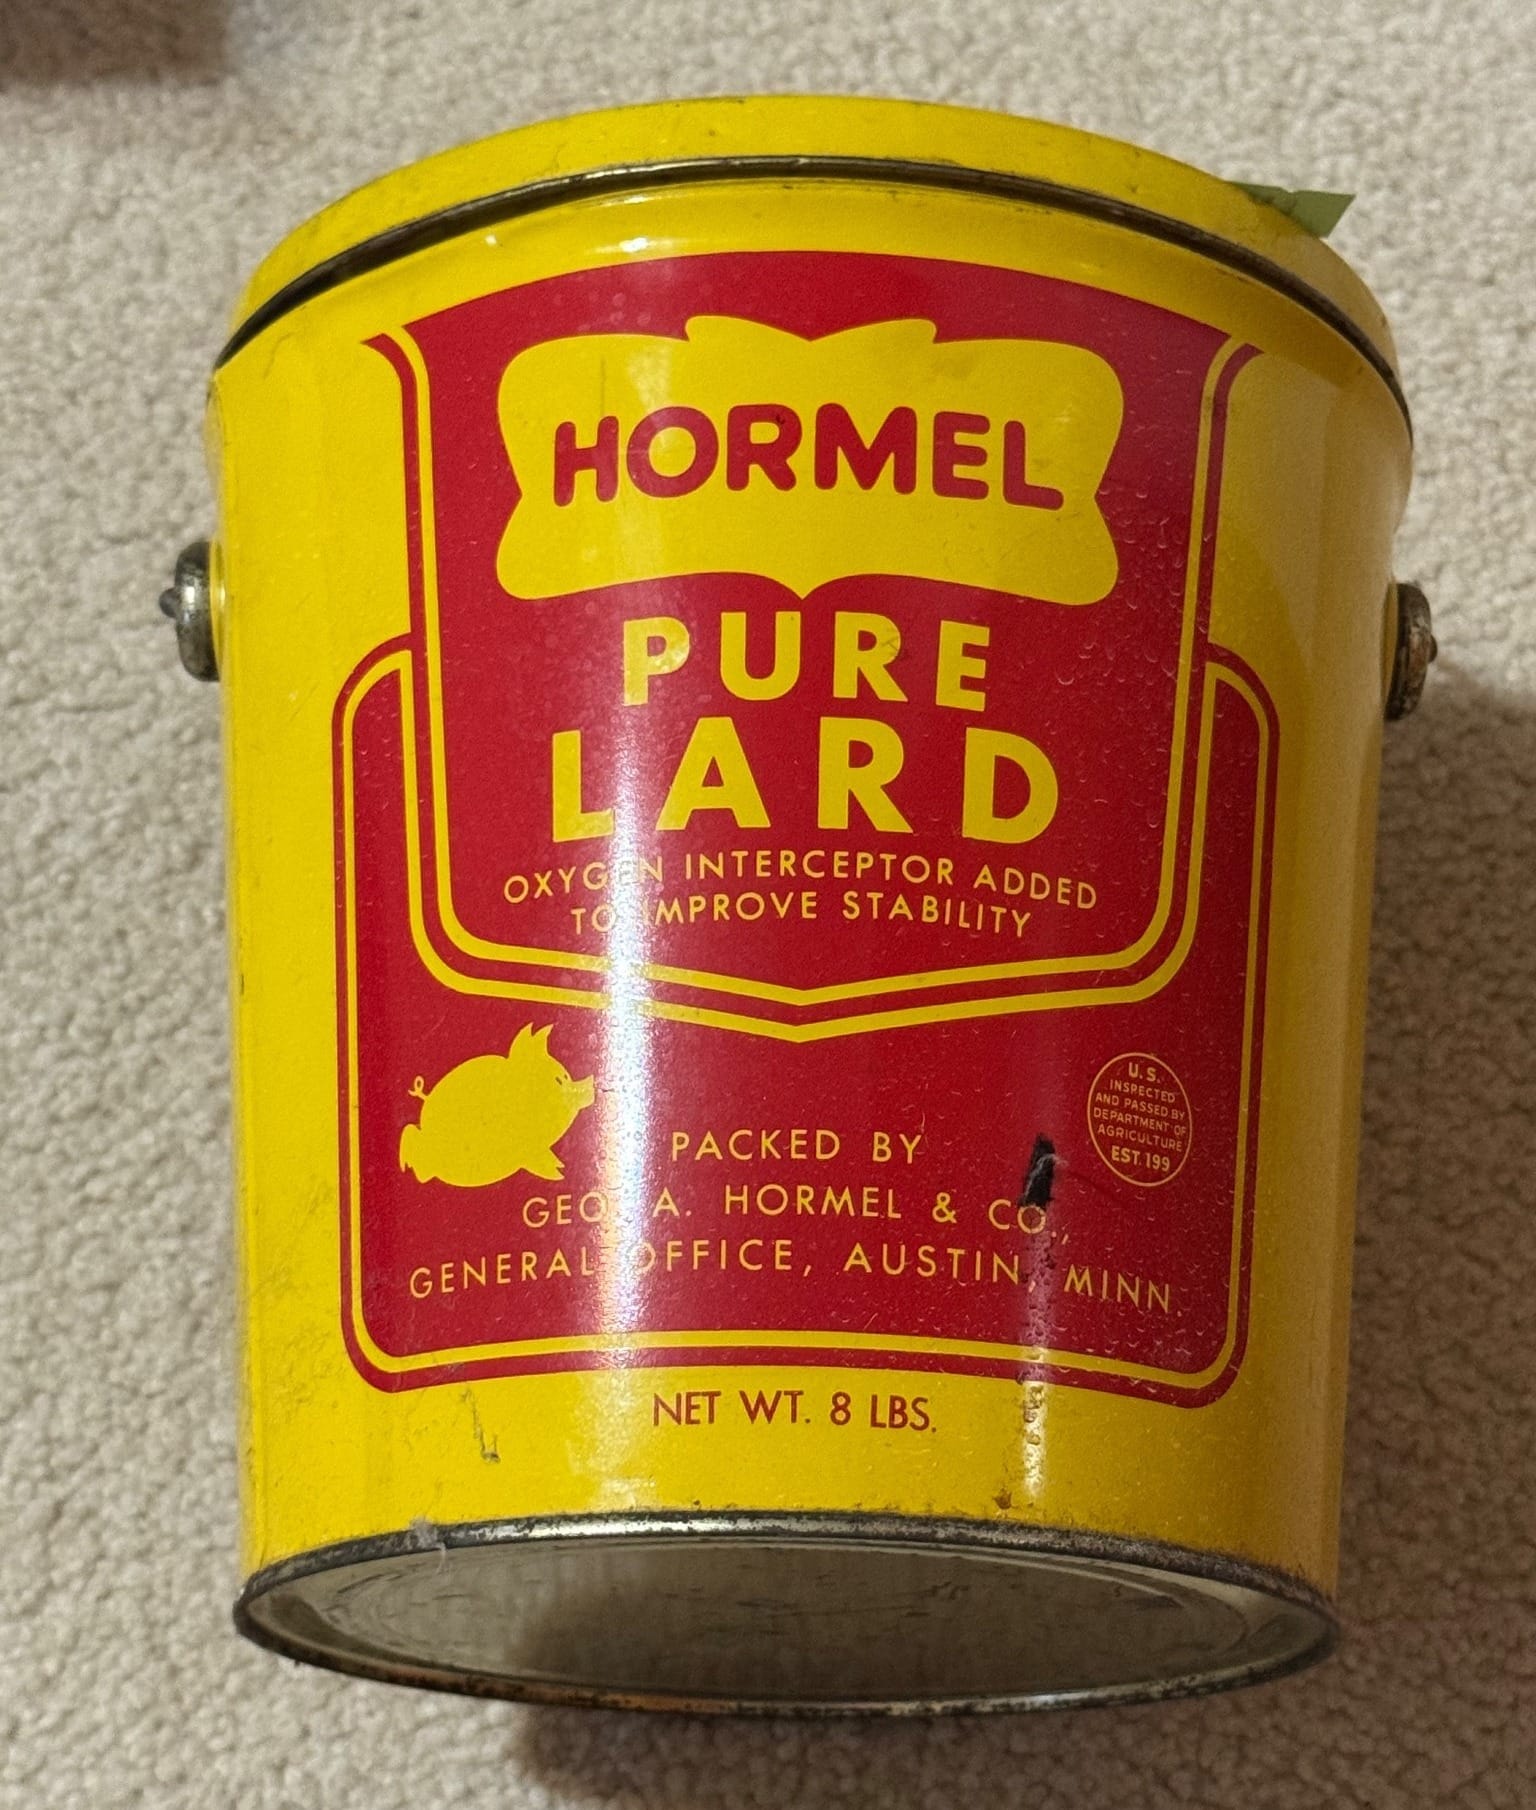 HORMEL
PURE
LARD
OXYGEN INTERCEPTOR ADDED
TO IMPROVE STABILITY
U.S.
INSPECTED
AND PASSED BY
DEPARTMENT OF
AGRICULTURE
EST. 199
PACKED BY
GEO. A. HORMEL & CO.,
GENERAL OFFICE, AUSTIN, MINN.
NET WT. 8 LBS.